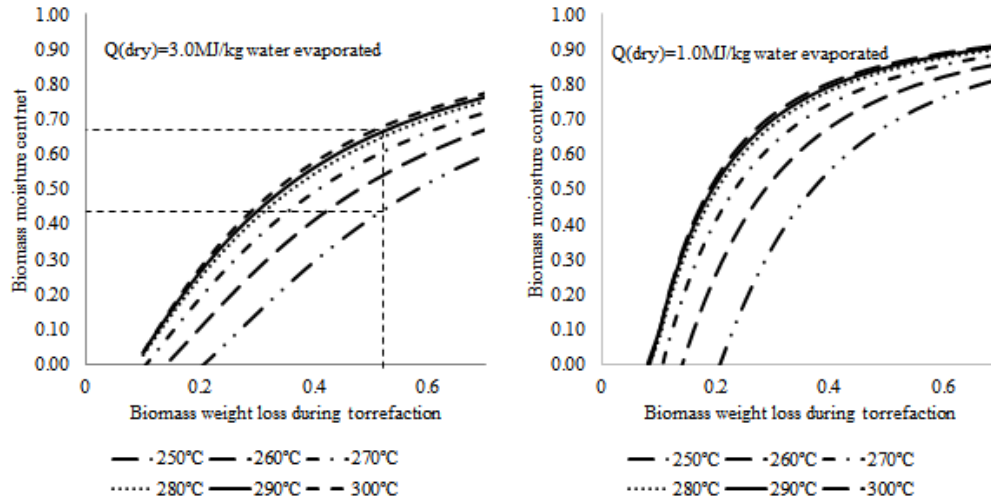 Q(dry)=3.0MJ/kg water evaporated
Biomass moisture centnet
1.00
0.90
0.80
0.70
0.60
0.50
0.40
0.30
0.20
0.10
0.00
0 0.2 0.4 0.6
Biomass weight loss during torrefaction
250°C 260°C 270°C
280°C 290°C 300°C
Q(dry)=1.0MJ/kg water evaporated
Biomass moiosture content
1.00
0.90
0.80
0.70
0.60
0.50
0.40
0.30
0.20
0.10
0.00
0 0.2 0.4 0.6
Biomass weight loss during torrefaction
250°C 260°C 270°C
280°C 290°C 300°C